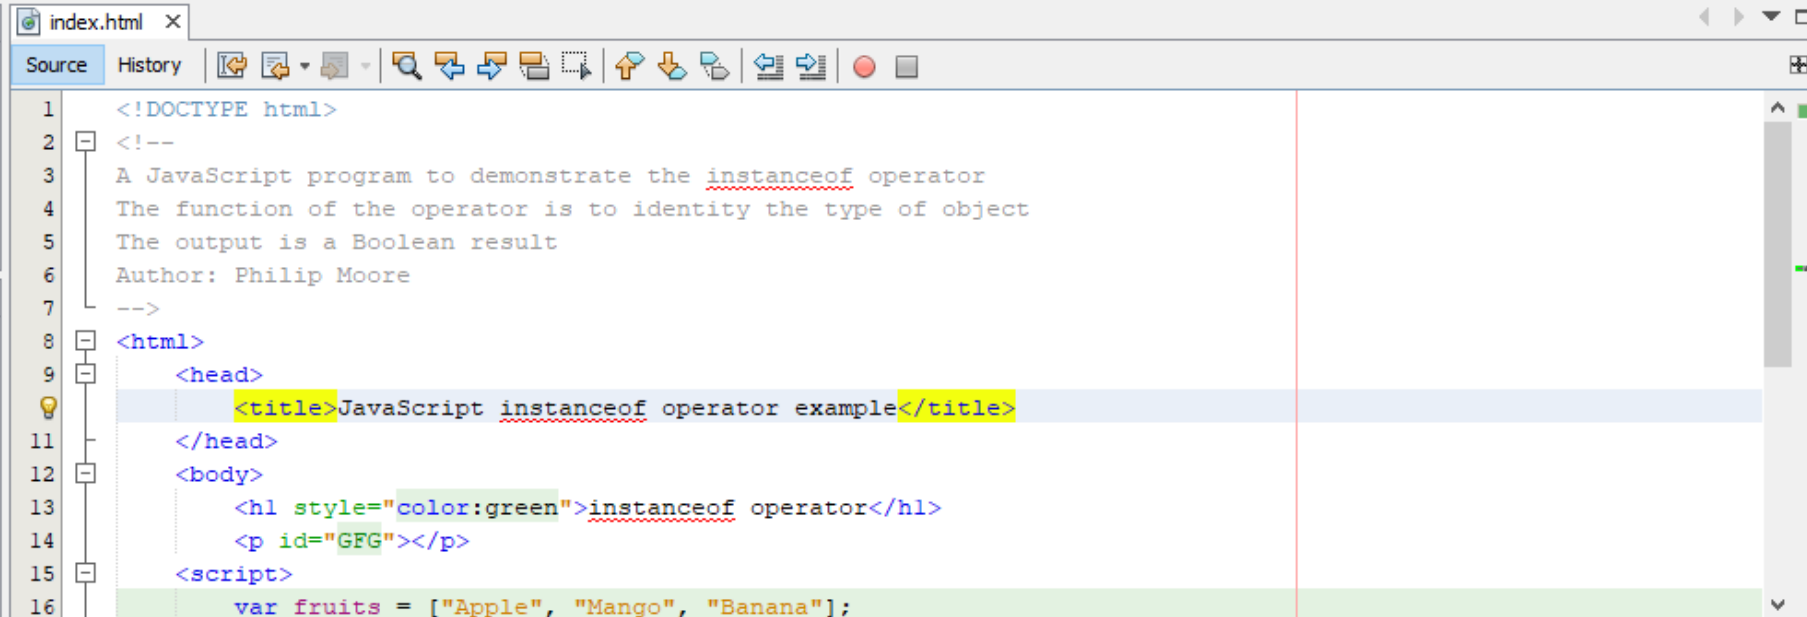 index.html
Source History
1 <!DOCTYPE html>
2 <!--
3 A JavaScript program to demonstrate the instanceof operator
4 The function of the operator is to identity the type of object
5 The output is a Boolean result
6 Author: Philip Moore
7 -->
8 <html>
9 <head>
<title>JavaScript instanceof operator example</title>
11 </head>
12 <body>
13 <h1 style="color:green">instanceof operator</h1>
14 <p id="GFG"></p>
15 <script>
16 var fruits = ["Apple", "Mango", "Banana"];